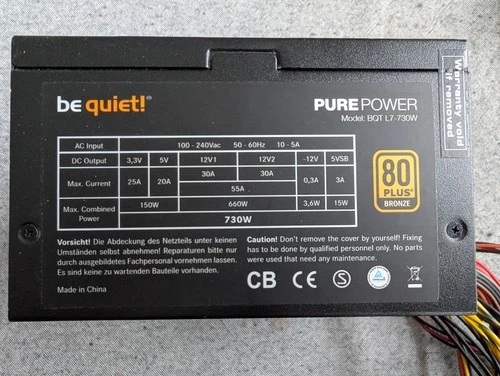 be quiet!
PURE POWER
Model: BQT L7-730W
AC Input 100 - 240Vac 50 - 60Hz 10 - 5A
DC Output 3,3V 5V 12V1 12V2 -12V 5VSB
Max. Current 25A 20A 30A 30A 0,3A 3A
55A
Max. Combined Power 150W 660W 3,6W 15W
730W
80
PLUS
BRONZE
Vorsicht! Die Abdeckung des Netzteils unter keinen
Umständen selbst abnehmen! Reparaturen bitte nur
durch ausgebildetes Fachpersonal vornehmen lassen.
Es sind keine zu wartenden Bauteile vorhanden.
Made in China
Caution! Don't remove the cover by yourself! Fixing
has to be done by qualified personnel only. No parts
were used that need an maintenance.
CB CE S
Warranty void
if removed